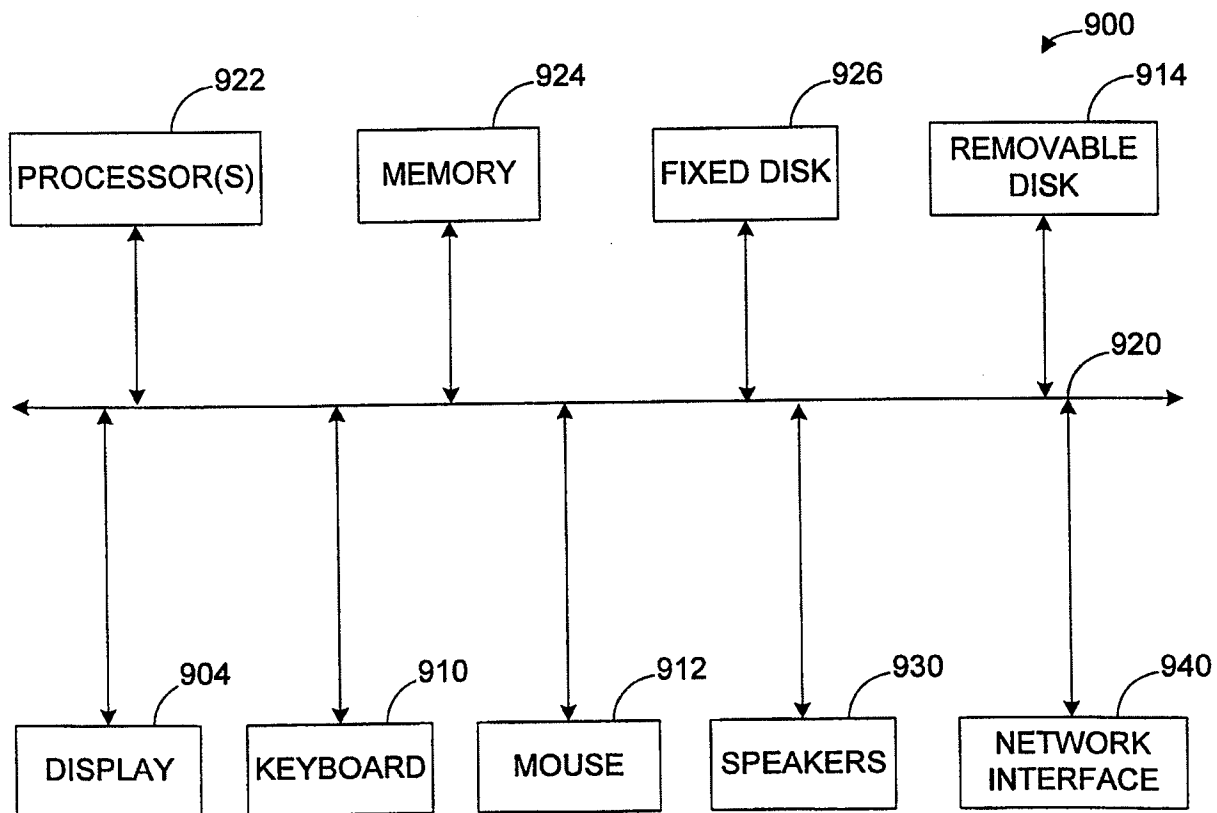 900
922
924
926
914
PROCESSOR(S)
MEMORY
FIXED DISK
REMOVABLE
DISK
920
904
910
912
930
940
DISPLAY
KEYBOARD
MOUSE
SPEAKERS
NETWORK
INTERFACE